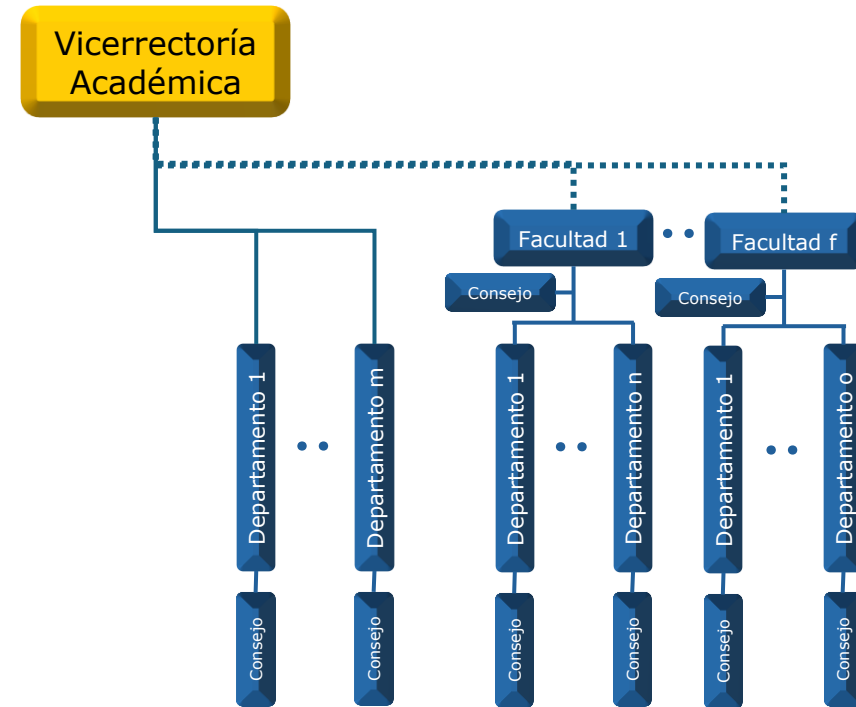 Vicerrectoría
Académica
Facultad 1
Facultad f
Consejo
Consejo
Departamento 1
Departamento m
Departamento 1
Departamento n
Departamento 1
Departamento o
Consejo
Consejo
Consejo
Consejo
Consejo
Consejo